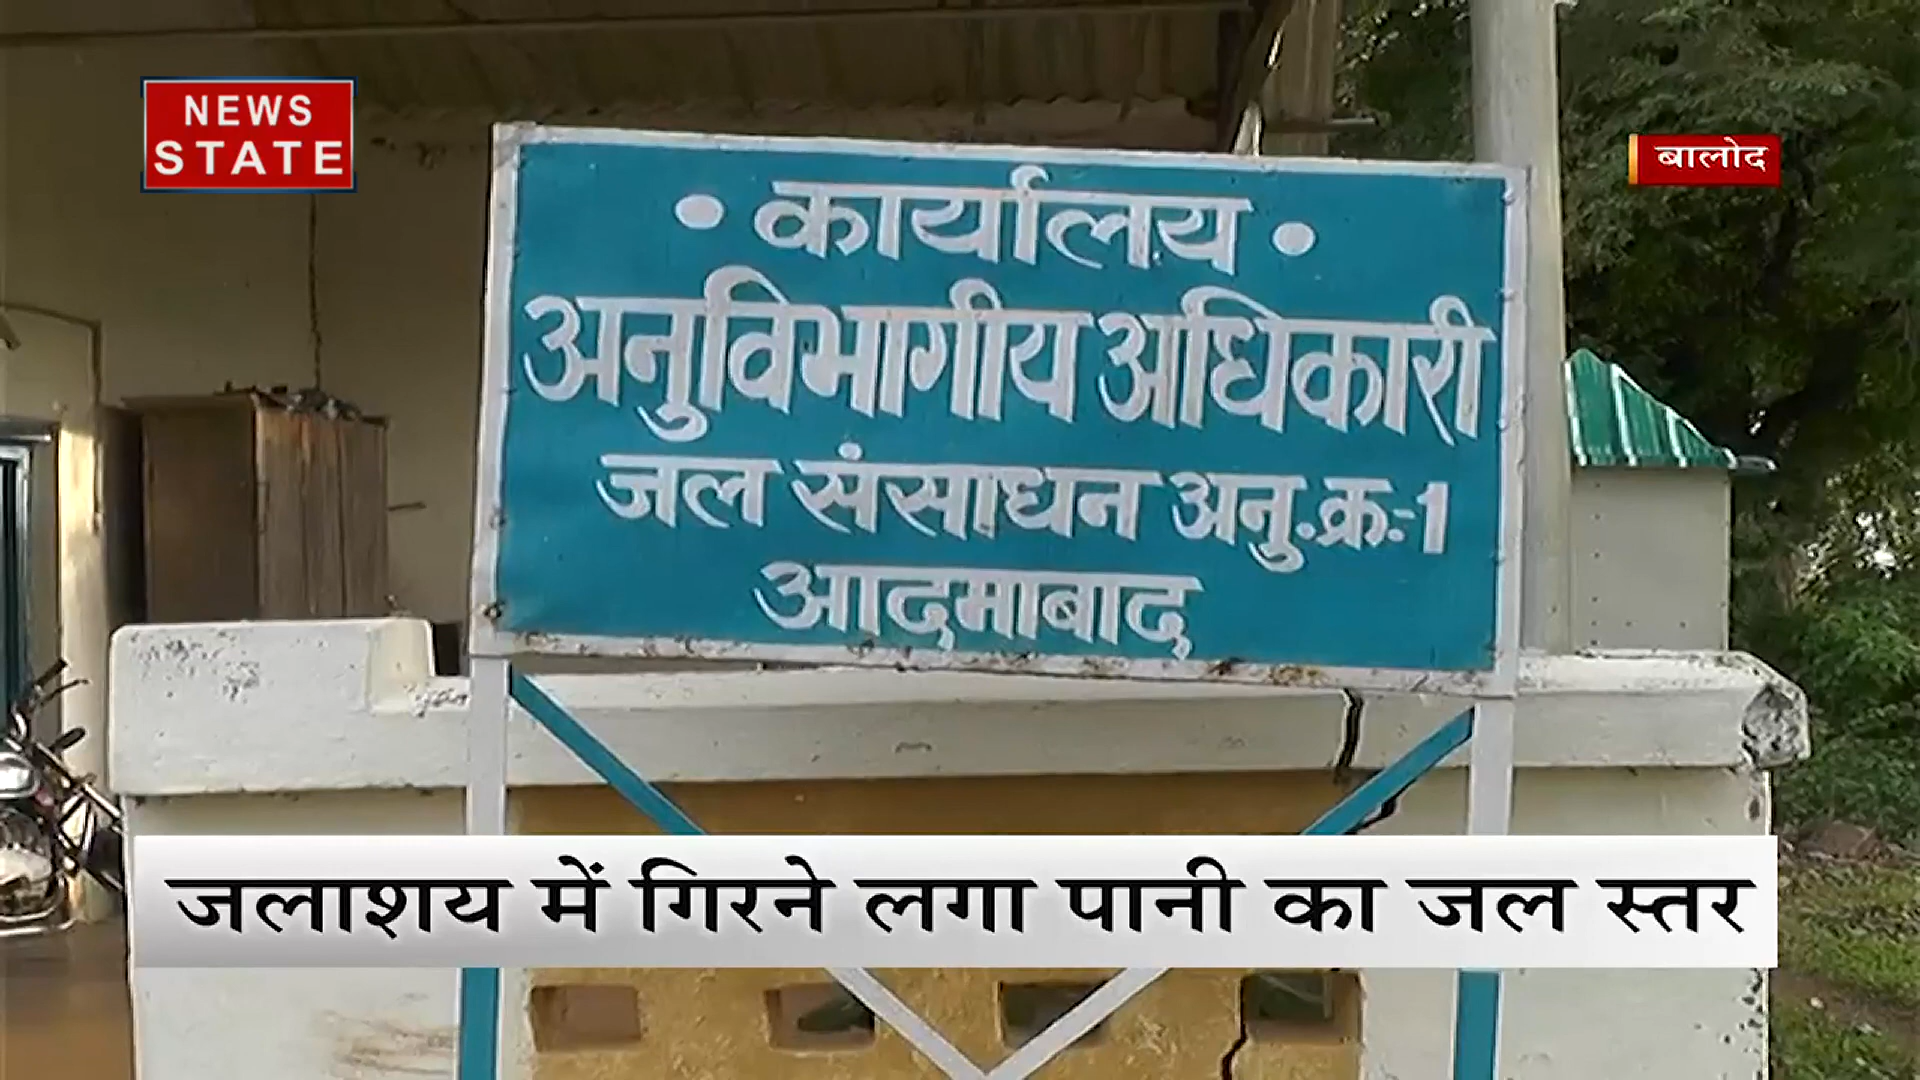 NEWS
STATE
बालोद
• कार्यालय •
अनुविभागीय अधिकारी
जल संसाधन अनु.क्र.-1
आदमाबाद
जलाशय में गिरने लगा पानी का जल स्तर